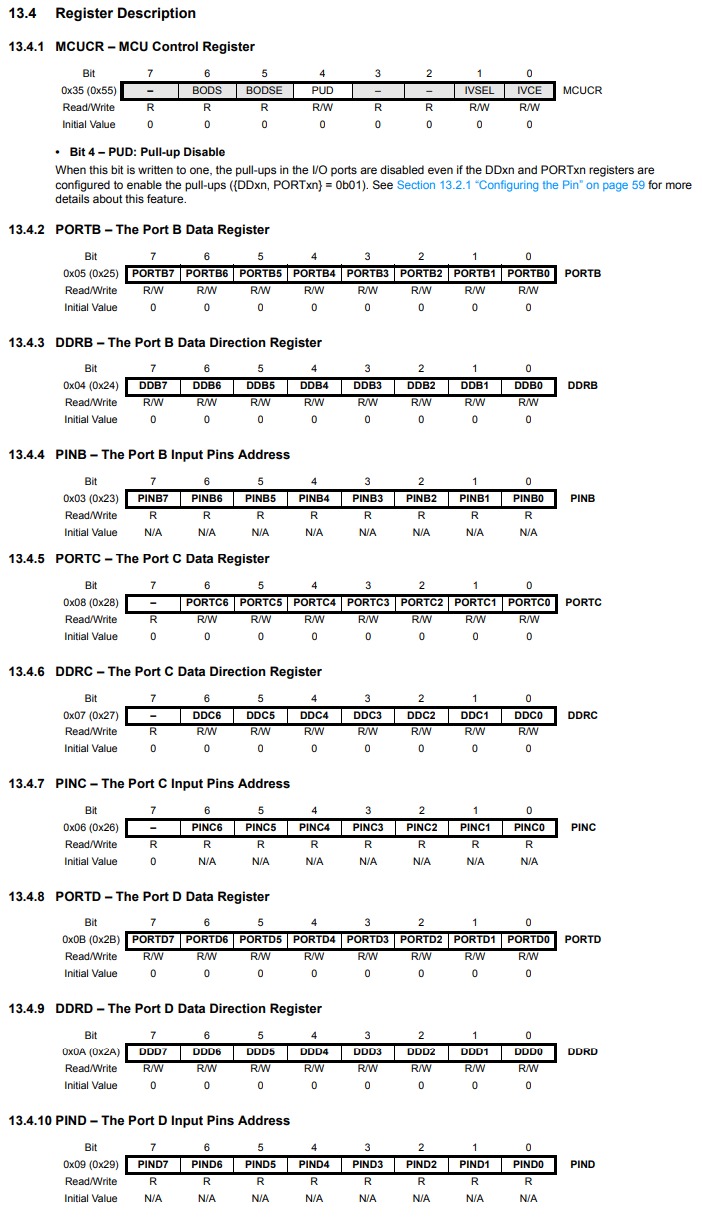 13.4 Register Description
13.4.1 MCUCR – MCU Control Register
Bit 7 6 5 4 3 2 1 0
0x35 (0x55) – BODS BODSE PUD – – IVSEL IVCE MCUCR
Read/Write R R R R/W R R R/W R/W
Initial Value 0 0 0 0 0 0 0 0
• Bit 4 – PUD: Pull-up Disable
When this bit is written to one, the pull-ups in the I/O ports are disabled even if the DDxn and PORTxn registers are
configured to enable the pull-ups ({DDxn, PORTxn} = 0b01). See Section 13.2.1 “Configuring the Pin” on page 59 for more
details about this feature.
13.4.2 PORTB – The Port B Data Register
Bit 7 6 5 4 3 2 1 0
0x05 (0x25) PORTB7 PORTB6 PORTB5 PORTB4 PORTB3 PORTB2 PORTB1 PORTB0 PORTB
Read/Write R/W R/W R/W R/W R/W R/W R/W R/W
Initial Value 0 0 0 0 0 0 0 0
13.4.3 DDRB – The Port B Data Direction Register
Bit 7 6 5 4 3 2 1 0
0x04 (0x24) DDB7 DDB6 DDB5 DDB4 DDB3 DDB2 DDB1 DDB0 DDRB
Read/Write R/W R/W R/W R/W R/W R/W R/W R/W
Initial Value 0 0 0 0 0 0 0 0
13.4.4 PINB – The Port B Input Pins Address
Bit 7 6 5 4 3 2 1 0
0x03 (0x23) PINB7 PINB6 PINB5 PINB4 PINB3 PINB2 PINB1 PINB0 PINB
Read/Write R R R R R R R R
Initial Value N/A N/A N/A N/A N/A N/A N/A N/A
13.4.5 PORTC – The Port C Data Register
Bit 7 6 5 4 3 2 1 0
0x08 (0x28) – PORTC6 PORTC5 PORTC4 PORTC3 PORTC2 PORTC1 PORTC0 PORTC
Read/Write R R/W R/W R/W R/W R/W R/W R/W
Initial Value 0 0 0 0 0 0 0 0
13.4.6 DDRC – The Port C Data Direction Register
Bit 7 6 5 4 3 2 1 0
0x07 (0x27) – DDC6 DDC5 DDC4 DDC3 DDC2 DDC1 DDC0 DDRC
Read/Write R R/W R/W R/W R/W R/W R/W R/W
Initial Value 0 0 0 0 0 0 0 0
13.4.7 PINC – The Port C Input Pins Address
Bit 7 6 5 4 3 2 1 0
0x06 (0x26) – PINC6 PINC5 PINC4 PINC3 PINC2 PINC1 PINC0 PINC
Read/Write R R R R R R R R
Initial Value 0 N/A N/A N/A N/A N/A N/A N/A
13.4.8 PORTD – The Port D Data Register
Bit 7 6 5 4 3 2 1 0
0x0B (0x2B) PORTD7 PORTD6 PORTD5 PORTD4 PORTD3 PORTD2 PORTD1 PORTD0 PORTD
Read/Write R/W R/W R/W R/W R/W R/W R/W R/W
Initial Value 0 0 0 0 0 0 0 0
13.4.9 DDRD – The Port D Data Direction Register
Bit 7 6 5 4 3 2 1 0
0x0A (0x2A) DDD7 DDD6 DDD5 DDD4 DDD3 DDD2 DDD1 DDD0 DDRD
Read/Write R/W R/W R/W R/W R/W R/W R/W R/W
Initial Value 0 0 0 0 0 0 0 0
13.4.10 PIND – The Port D Input Pins Address
Bit 7 6 5 4 3 2 1 0
0x09 (0x29) PIND7 PIND6 PIND5 PIND4 PIND3 PIND2 PIND1 PIND0 PIND
Read/Write R R R R R R R R
Initial Value N/A N/A N/A N/A N/A N/A N/A N/A